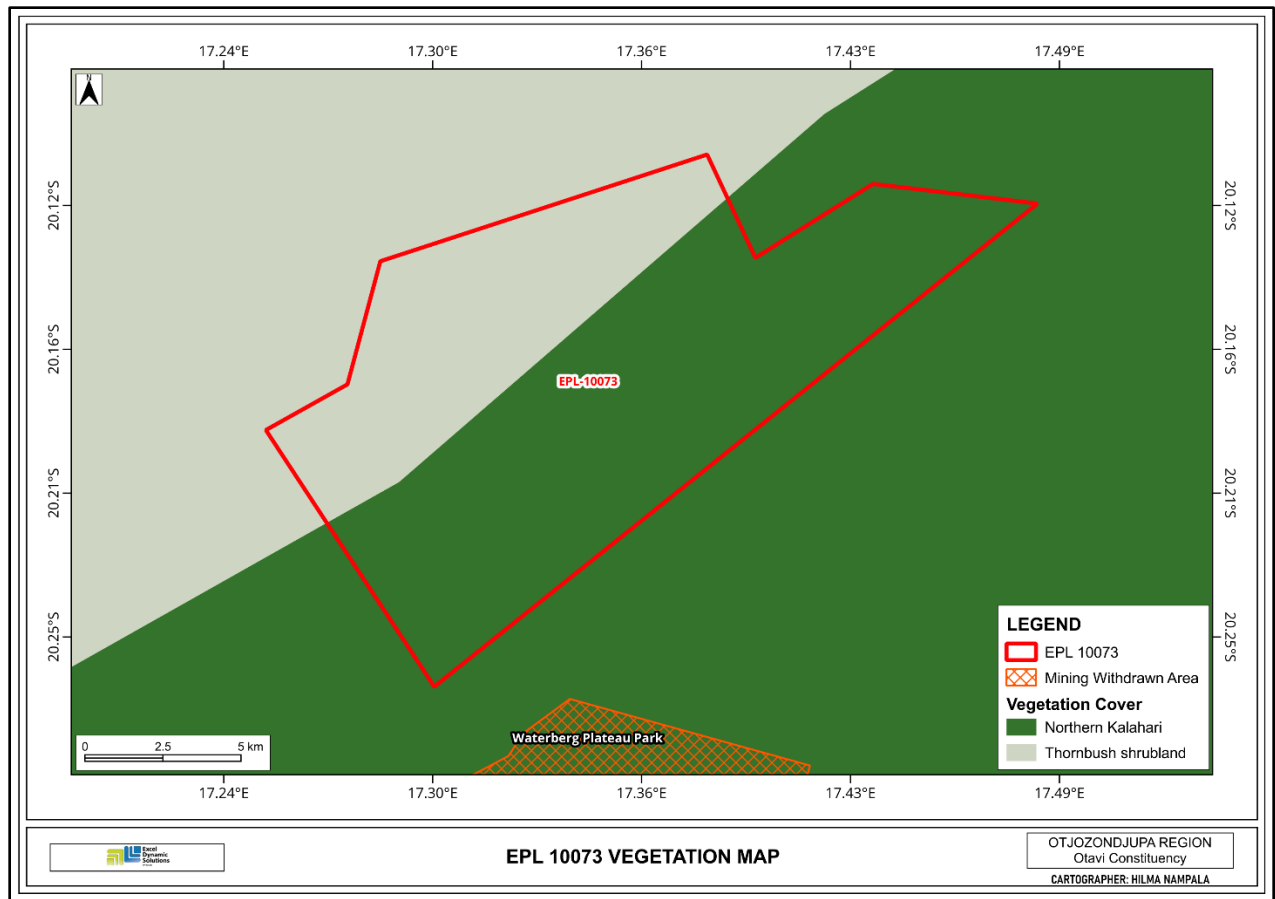 17.24°E 17.30°E 17.36°E 17.43°E 17.49°E
N
20.12°S 20.12°S
20.16°S 20.16°S
EPL-10073
20.21°S 20.21°S
20.25°S 20.25°S
LEGEND
EPL 10073
Mining Withdrawn Area
Vegetation Cover
Northern Kalahari
Thornbush shrubland
Waterberg Plateau Park
0 2.5 5 km
17.24°E 17.30°E 17.36°E 17.43°E 17.49°E
Excel
Dynamic
Solutions
EPL 10073 VEGETATION MAP
OTJOZONDJUPA REGION
Otavi Constituency
CARTOGRAPHER: HILMA NAMPALA